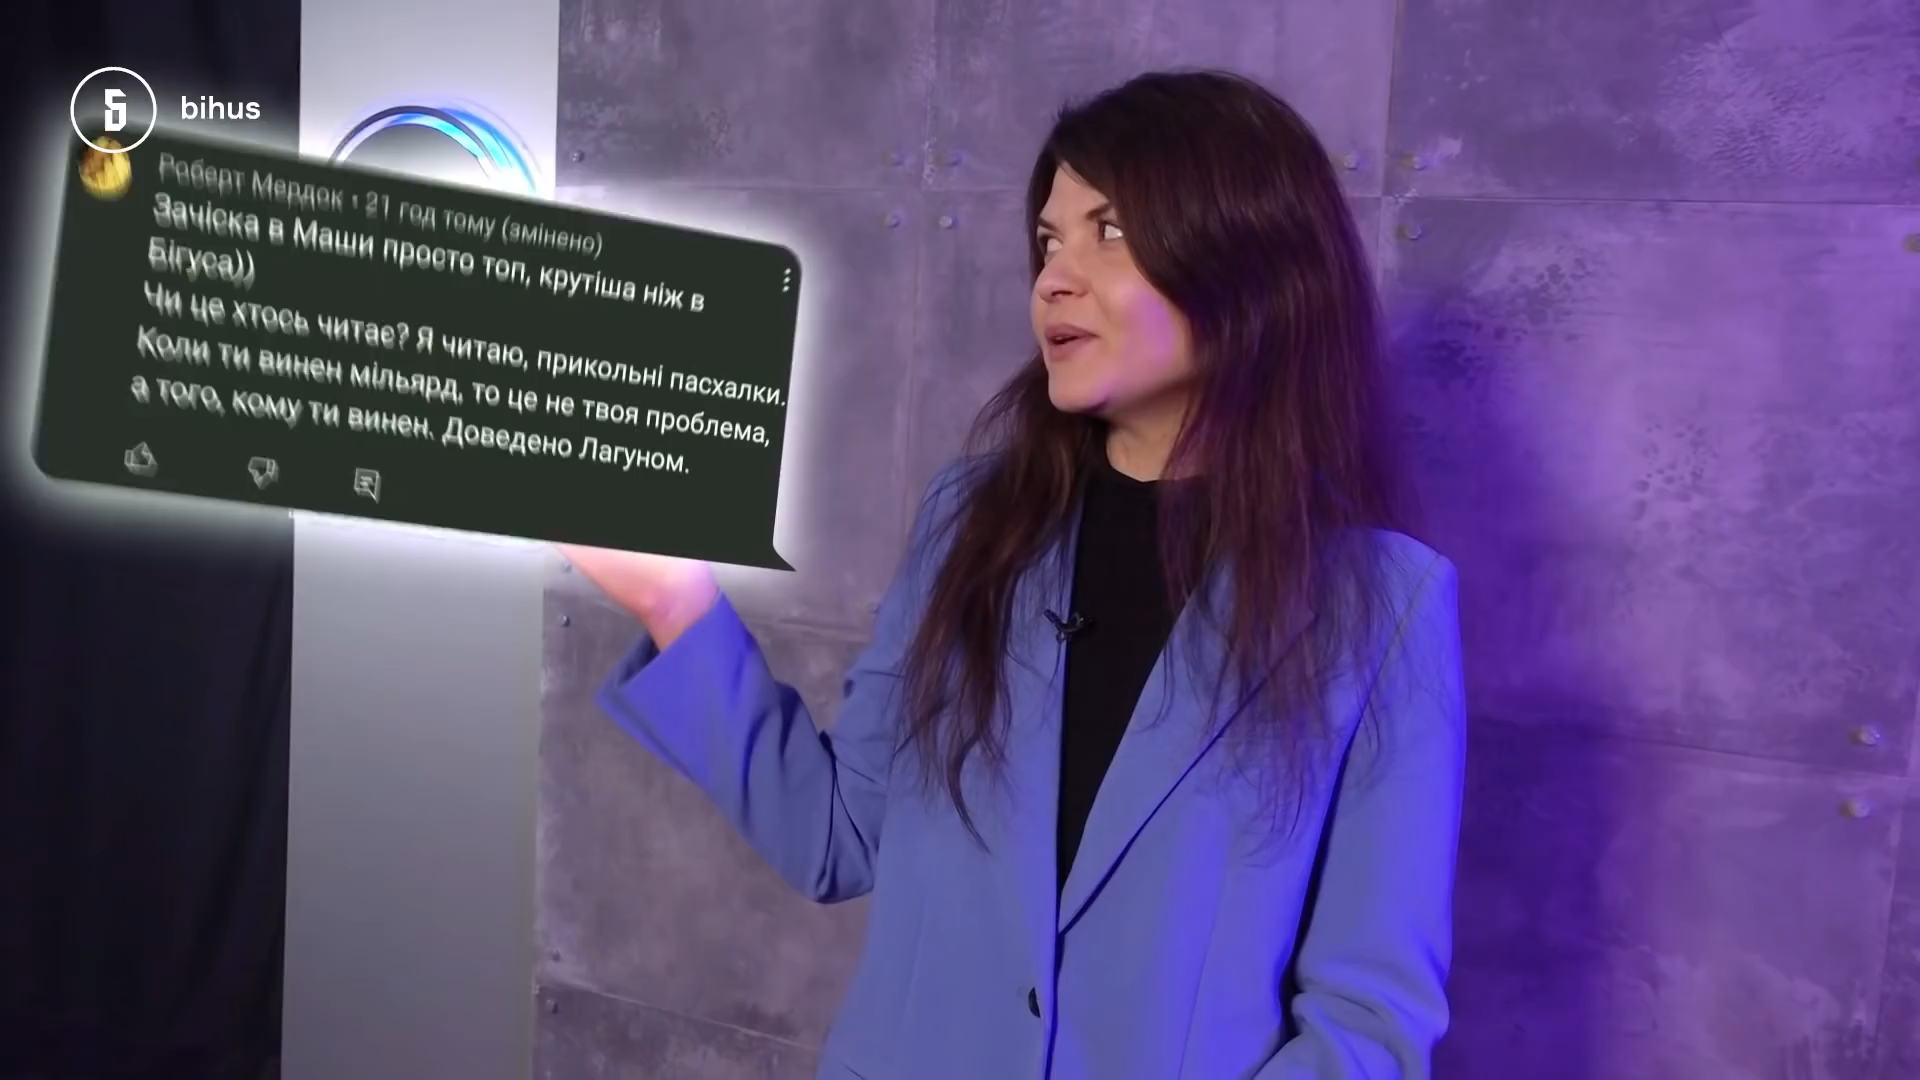 bihus
Роберт Мердок • 21 год тому (змінено)
Зачіска в Маши просто топ, крутіша ніж в
Бігуса))
Чи це хтось читає? Я читаю, прикольні пасхалки.
Коли ти винен мільярд, то це не твоя проблема,
а того, кому ти винен. Доведено Лагуном.